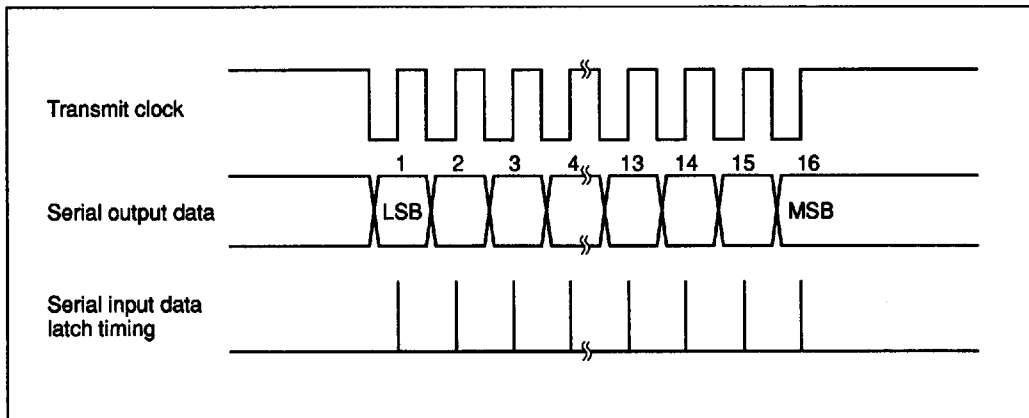 Transmit clock
1 2 3 4 13 14 15 16
Serial output data LSB MSB
Serial input data
latch timing